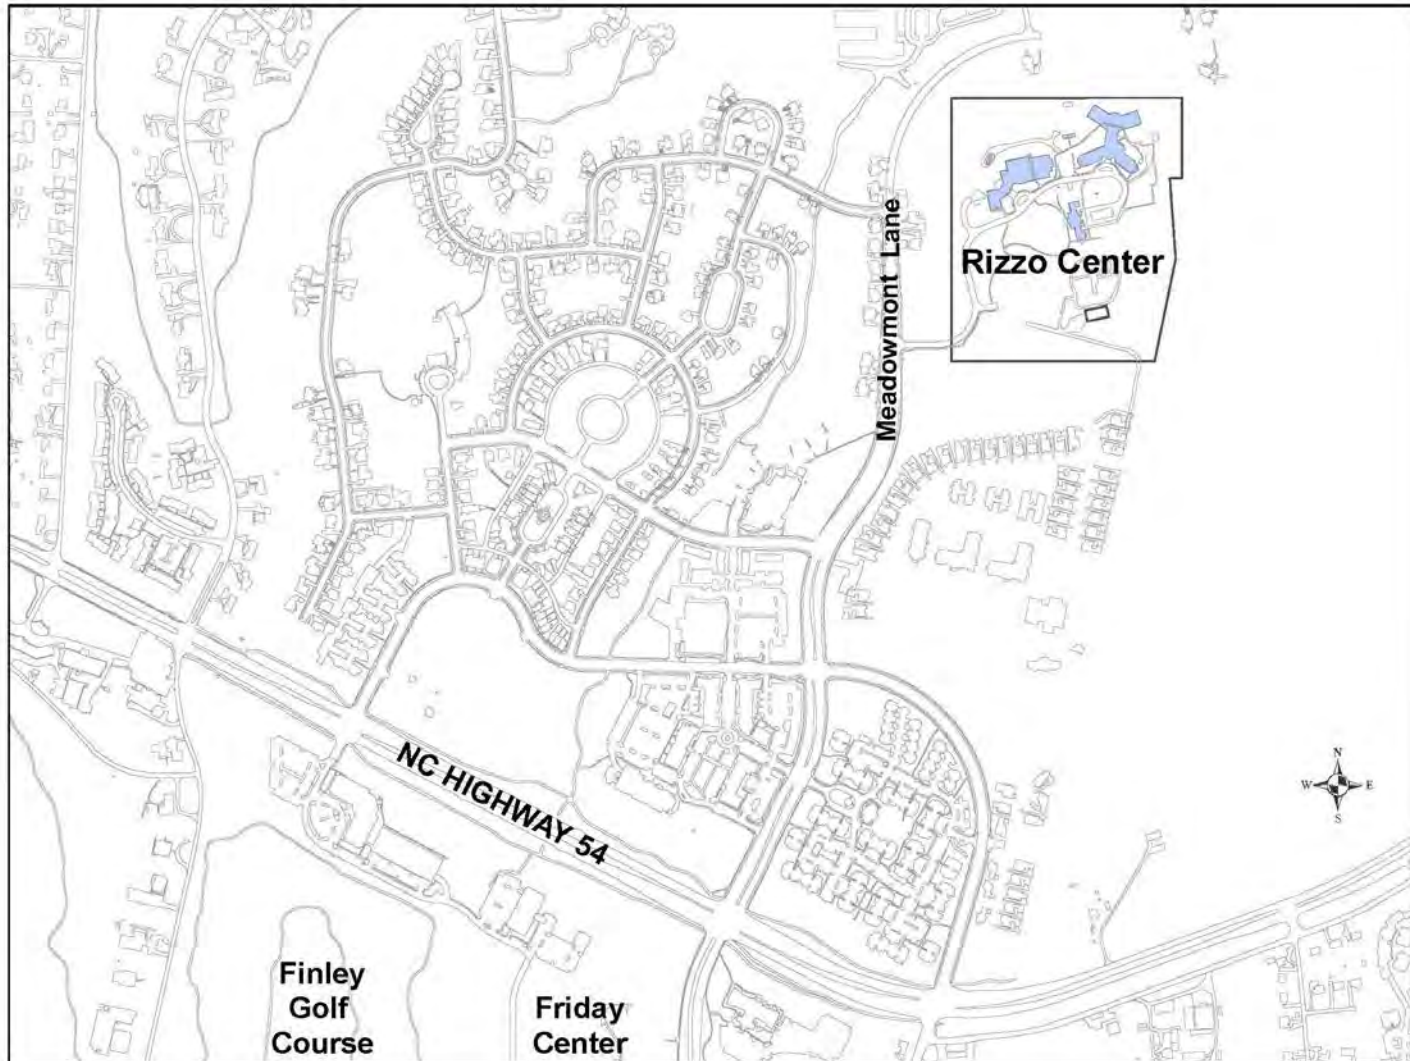 Meadowmont Lane
Rizzo Center
NC HIGHWAY 54
N
W
E
S
Finley
Golf
Course
Friday
Center